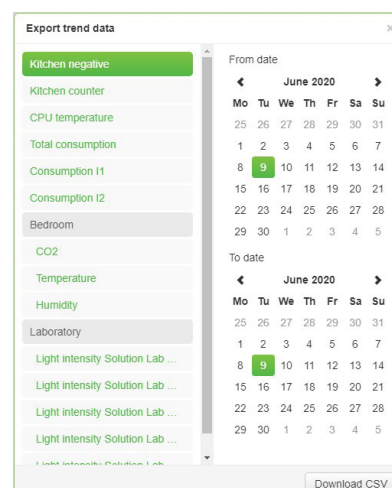 Export trend data
×
Kitchen negative
Kitchen counter
CPU temperature
Total consumption
Consumption I1
Consumption I2
Bedroom
CO2
Temperature
Humidity
Laboratory
Light intensity Solution Lab ...
Light intensity Solution Lab ...
Light intensity Solution Lab ...
Light intensity Solution Lab ...
Light intensity Solution Lab
From date
June 2020
Mo Tu We Th Fr Sa Su
25 26 27 28 29 30 31
1 2 3 4 5 6 7
8 9 10 11 12 13 14
15 16 17 18 19 20 21
22 23 24 25 26 27 28
29 30 1 2 3 4 5
To date
June 2020
Mo Tu We Th Fr Sa Su
25 26 27 28 29 30 31
1 2 3 4 5 6 7
8 9 10 11 12 13 14
15 16 17 18 19 20 21
22 23 24 25 26 27 28
29 30 1 2 3 4 5
Download CSV